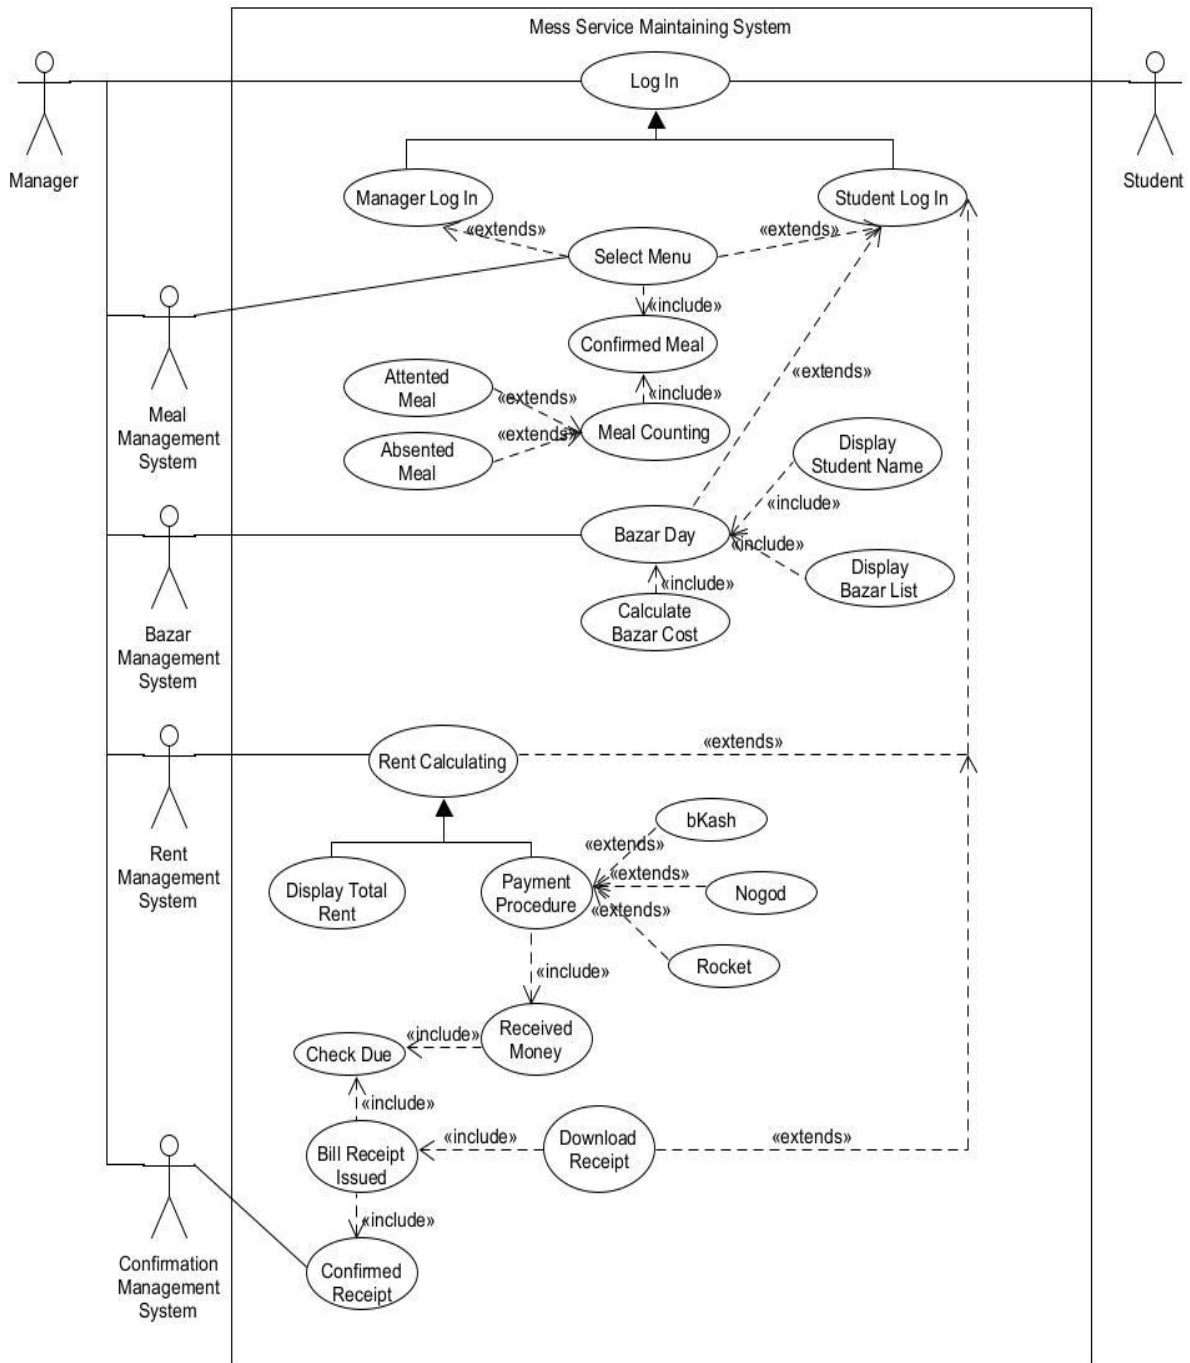 Mess Service Maintaining System
Log In
Manager
Student
Manager Log In
Student Log In
«extends»
«extends»
Select Menu
«include»
Confirmed Meal
«extends»
Attented
Meal
«include»
«extends»
Meal Counting
«extends»
Absented
Meal
Meal
Management
System
Display
Student Name
«include»
Bazar Day
«include»
Display
Bazar List
«include»
Calculate
Bazar Cost
Bazar
Management
System
Rent Calculating
«extends»
bKash
«extends»
Rent
Management
System
Display Total
Rent
Payment
Procedure
«extends»
Nogod
«extends»
Rocket
«include»
Received
Money
«include»
Check Due
«include»
Bill Receipt
Issued
«include»
Download
Receipt
«extends»
«include»
Confirmation
Management
System
Confirmed
Receipt